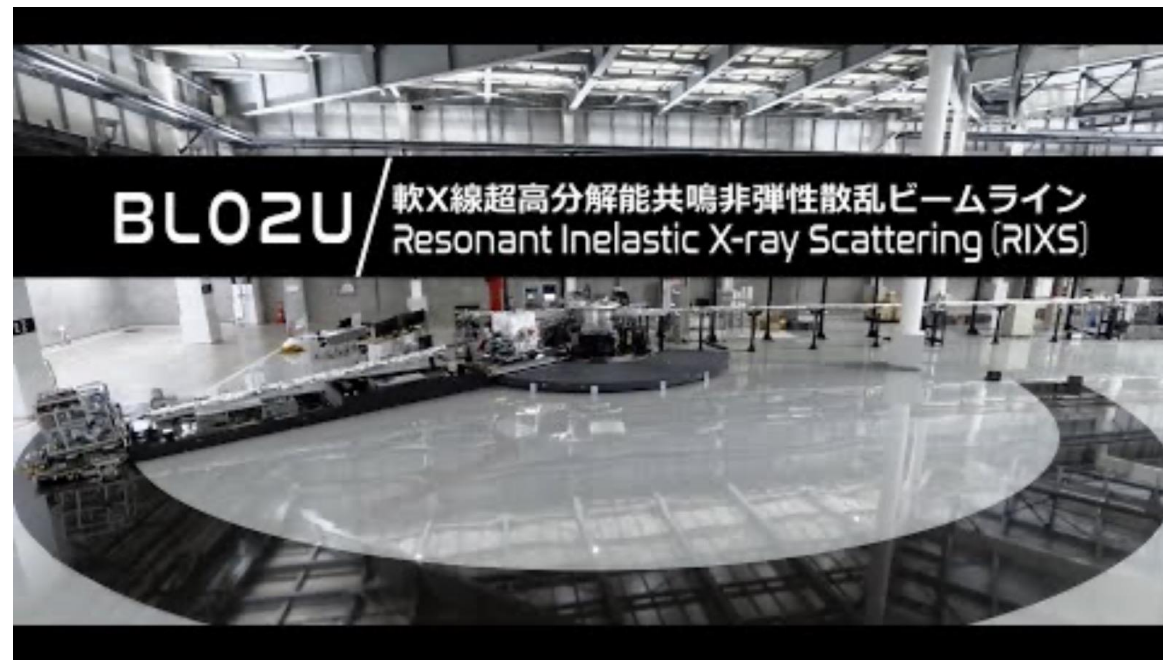 BL02U
軟X線超高分解能共鳴非弾性散乱ビームライン
Resonant Inelastic X-ray Scattering (RIXS)